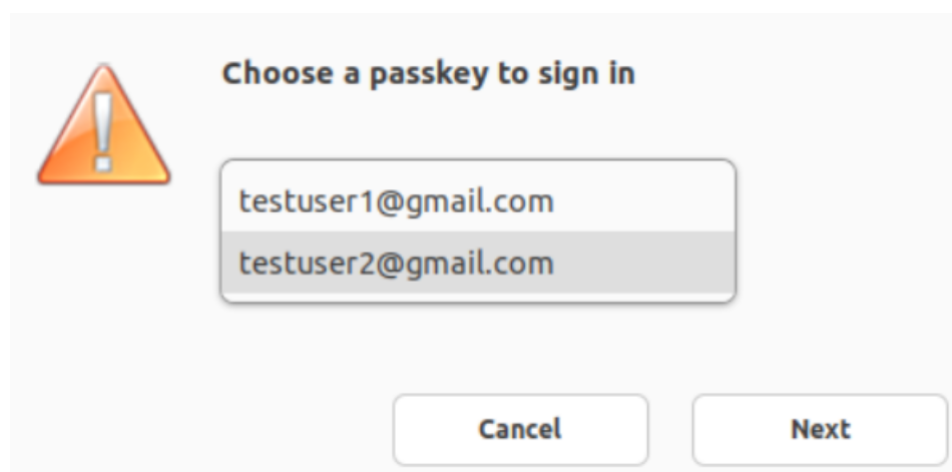 Choose a passkey to sign in
testuser1@gmail.com
testuser2@gmail.com
Cancel
Next